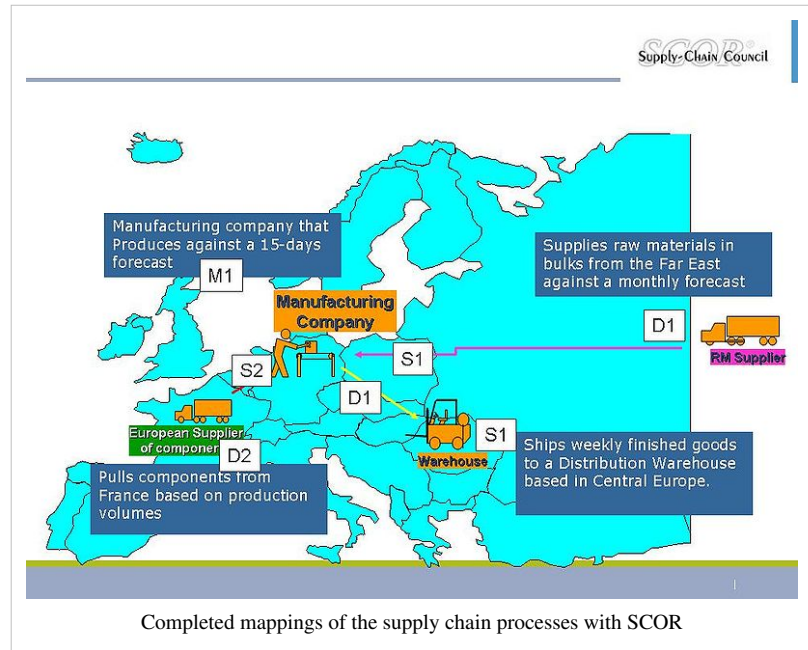 SCOR®
Supply-Chain Council
Manufacturing company that
Produces against a 15-days
forecast
M1
Supplies raw materials in
bulks from the Far East
against a monthly forecast
Manufacturing
Company
D1
RM Supplier
S1
S2
D1
European Supplier
of componen
D2
S1
Warehouse
Pulls components from
France based on production
volumes
Ships weekly finished goods
to a Distribution Warehouse
based in Central Europe.
Completed mappings of the supply chain processes with SCOR